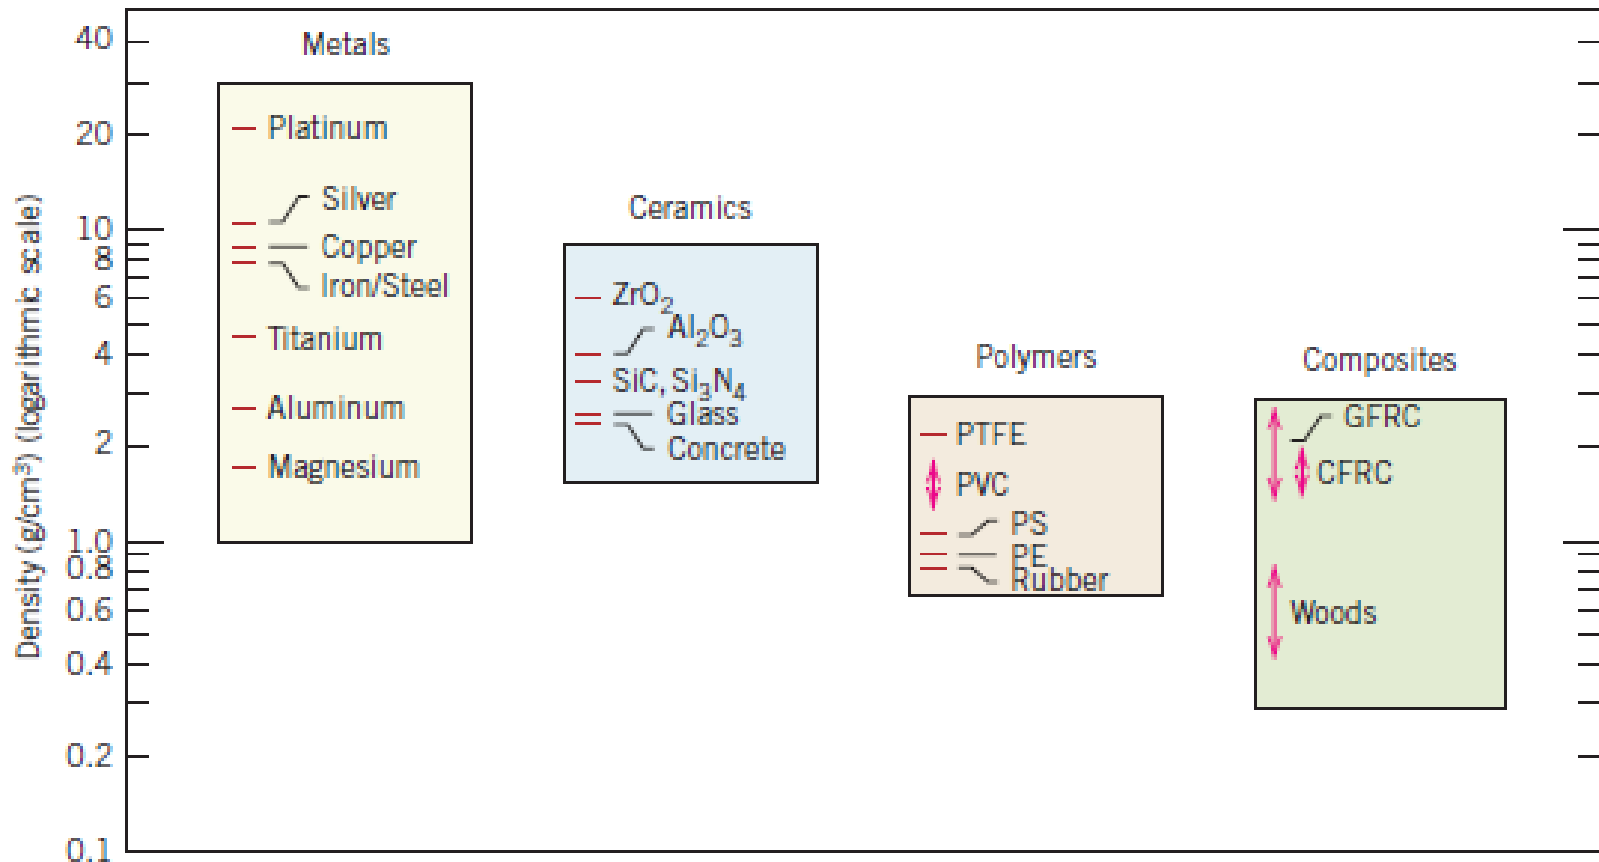 Density (g/cm³) (logarithmic scale)
40
20
10
8
6
4
2
1.0
0.8
0.6
0.4
0.2
0.1
Metals
Platinum
Silver
Copper
Iron/Steel
Titanium
Aluminum
Magnesium
Ceramics
ZrO₂
Al₂O₃
SiC, Si₃N₄
Glass
Concrete
Polymers
PTFE
PVC
PS
PE
Rubber
Composites
GFRC
CFRC
Woods